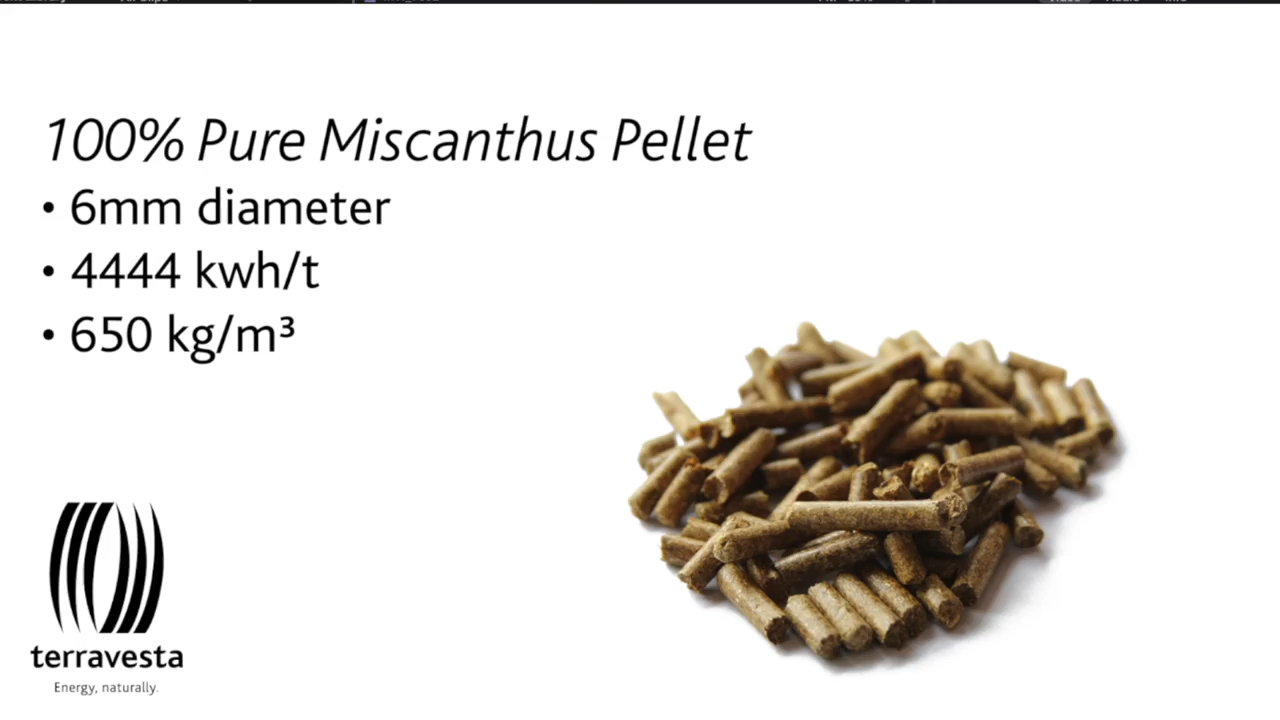 100% Pure Miscanthus Pellet
• 6mm diameter
• 4444 kwh/t
• 650 kg/m³
terravesta
Energy, naturally.